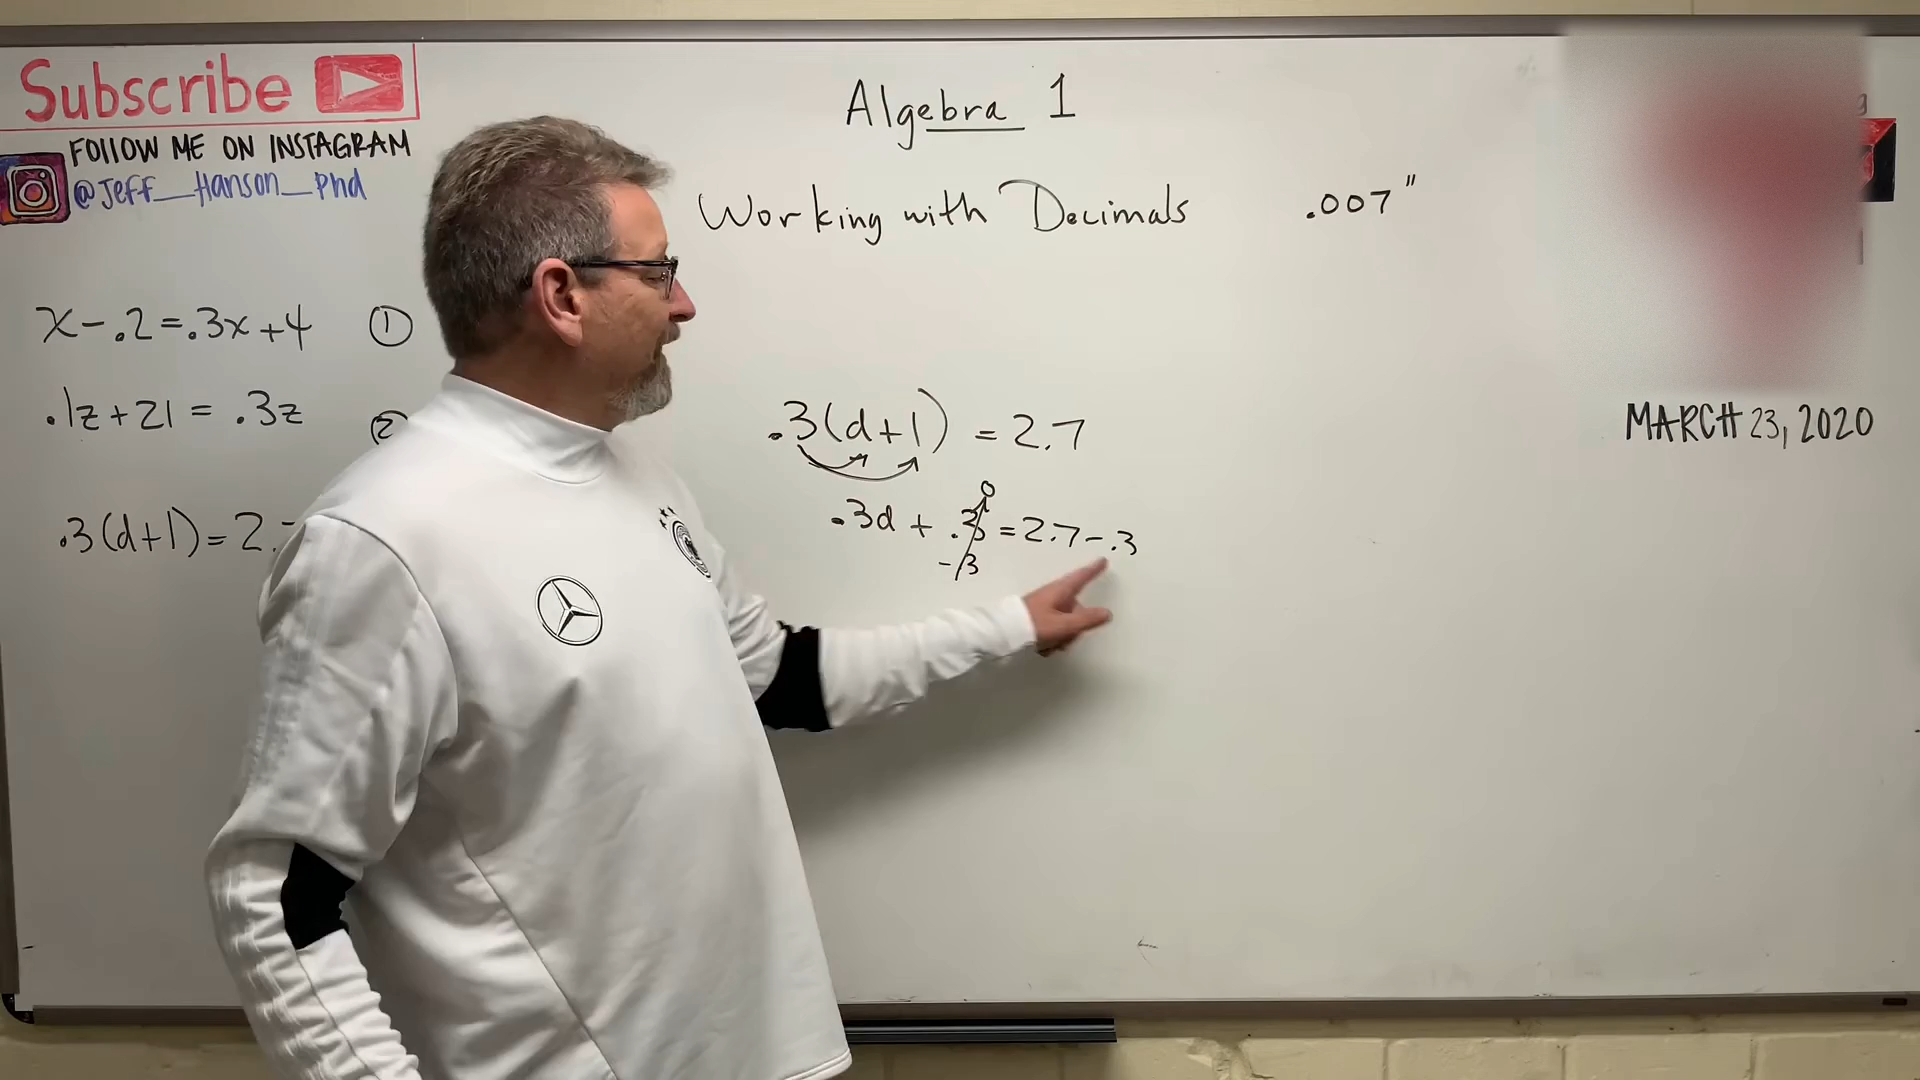 Subscribe
FOLLOW ME ON INSTAGRAM
@Jeff_Hanson_Phd
Algebra 1
Working with Decimals
.007"
x-.2=.3x+4 ①
.1z+21 = .3z ②
.3(d+1)=2.
.3(d+1) = 2.7
0
.3d + .3 = 2.7-.3
-.3
MARCH 23, 2020